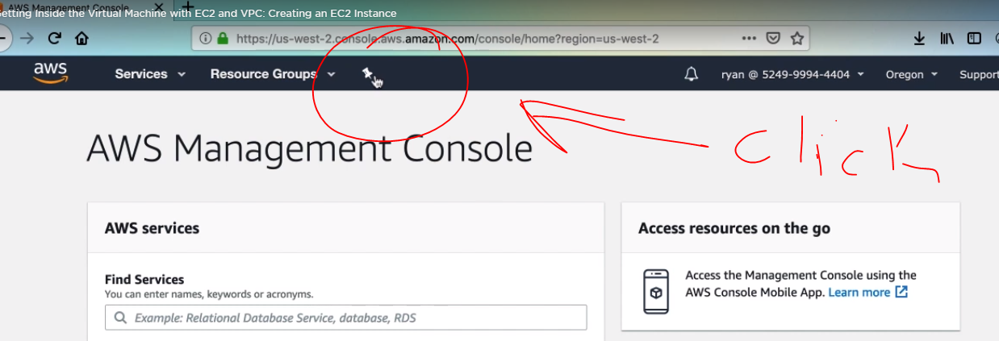 AWS Management Console
etting Inside the Virtual Machine with EC2 and VPC: Creating an EC2 Instance
https://us-west-2.console.aws.amazon.com/console/home?region=us-west-2
aws Services Resource Groups ryan @ 5249-9994-4404 Oregon Support
click
AWS Management Console
AWS services
Find Services
You can enter names, keywords or acronyms.
Example: Relational Database Service, database, RDS
Access resources on the go
Access the Management Console using the
AWS Console Mobile App. Learn more